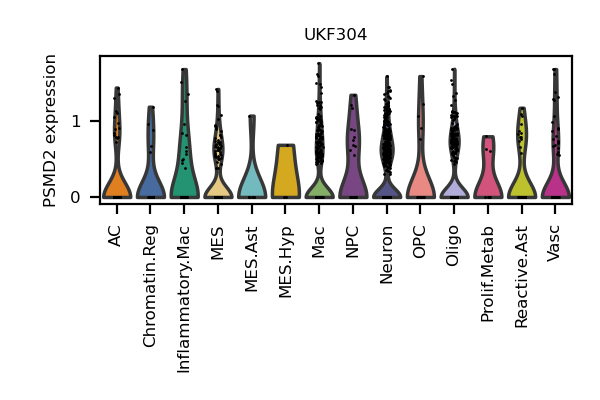 UKF304
PSMD2 expression
1
0
AC
Chromatin.Reg
Inflammatory.Mac
MES
MES.Ast
MES.Hyp
Mac
NPC
Neuron
OPC
Oligo
Prolif.Metab
Reactive.Ast
Vasc